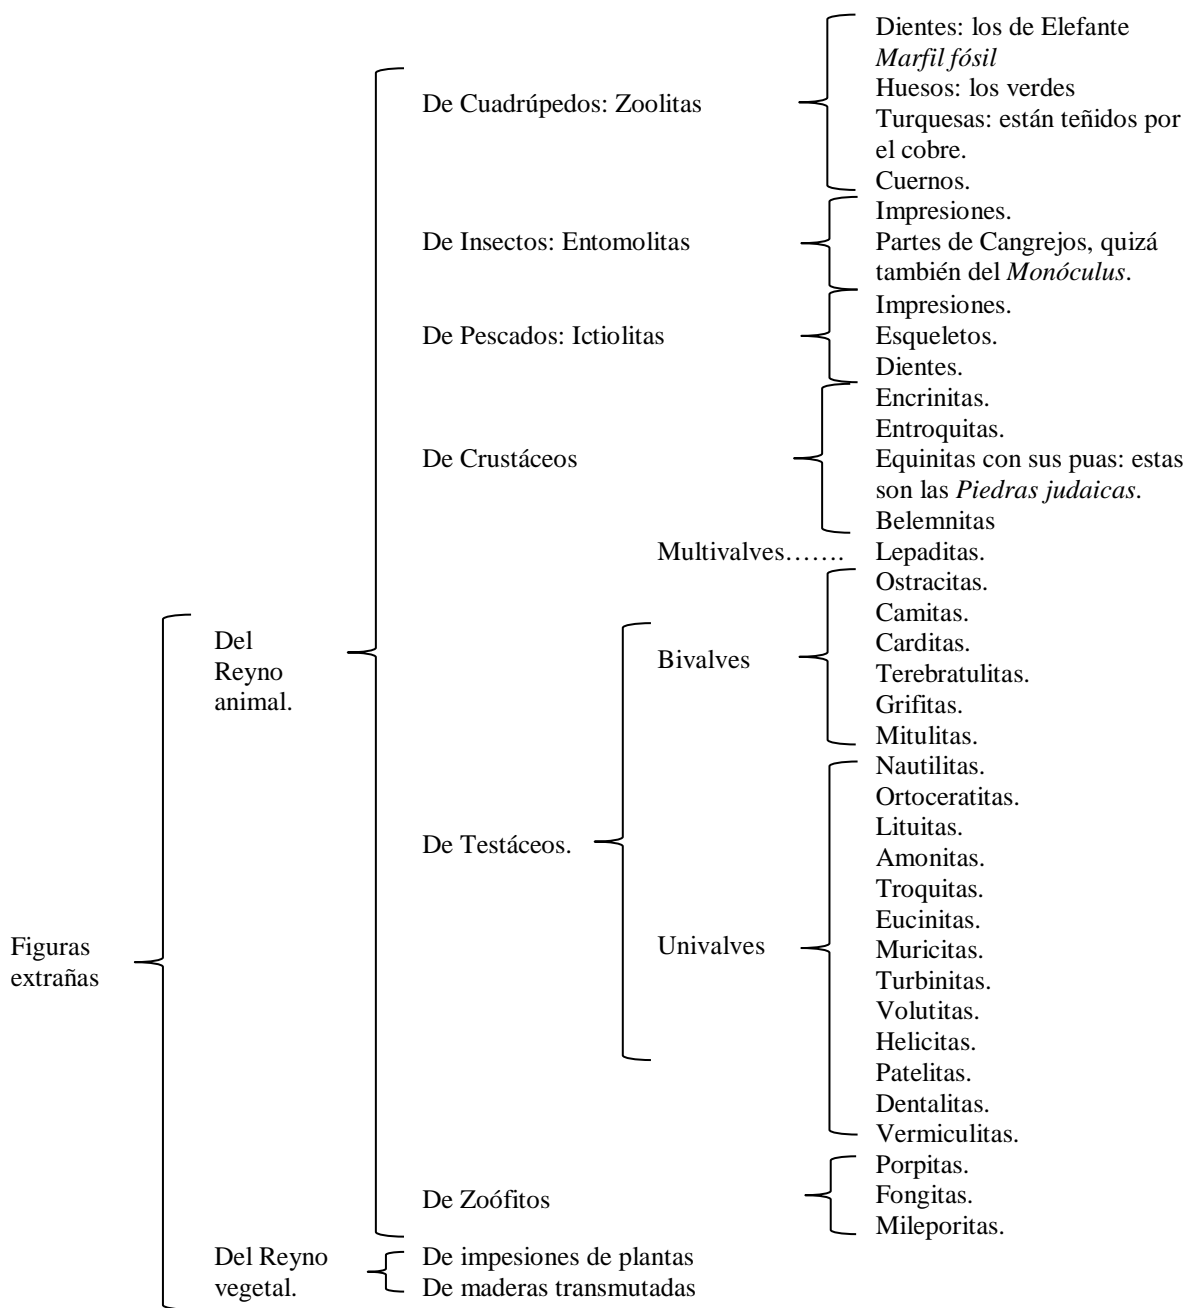 Figuras
extrañas
Del
Reyno
animal.
De Cuadrúpedos: Zoolitas
Dientes: los de Elefante
Marfil fósil
Huesos: los verdes
Turquesas: están teñidos por
el cobre.
Cuernos.
De Insectos: Entomolitas
Impresiones.
Partes de Cangrejos, quizá
también del Monóculus.
De Pescados: Ictiolitas
Impresiones.
Esqueletos.
Dientes.
De Crustáceos
Encrinitas.
Entroquitas.
Equinitas con sus puas: estas
son las Piedras judaicas.
Belemnitas
De Testáceos.
Multivalves……. Lepaditas.
Bivalves
Ostracitas.
Camitas.
Carditas.
Terebratulitas.
Grifitas.
Mitulitas.
Univalves
Nautilitas.
Ortoceratitas.
Lituitas.
Amonitas.
Troquitas.
Eucinitas.
Muricitas.
Turbinitas.
Volutitas.
Helicitas.
Patelitas.
Dentalitas.
Vermiculitas.
De Zoófitos
Porpitas.
Fongitas.
Mileporitas.
Del Reyno
vegetal.
De impesiones de plantas
De maderas transmutadas